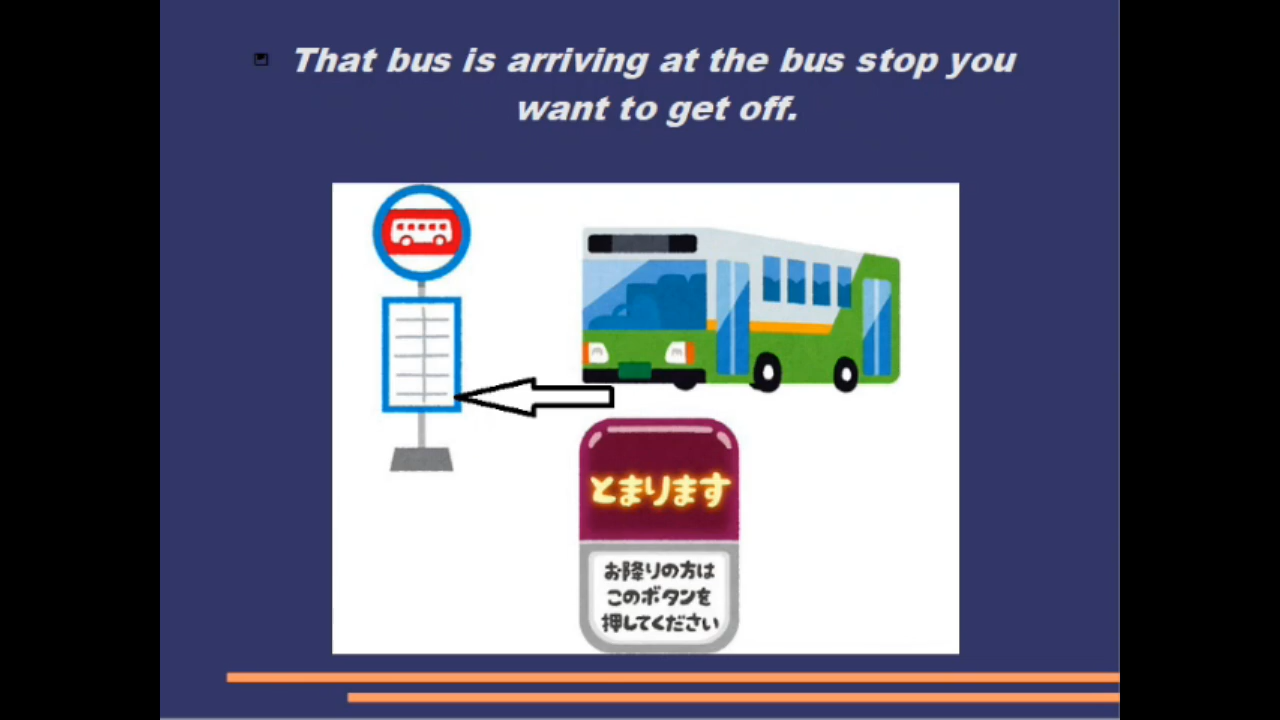 That bus is arriving at the bus stop you
want to get off.
とまります
お降りの方は
このボタンを
押してください